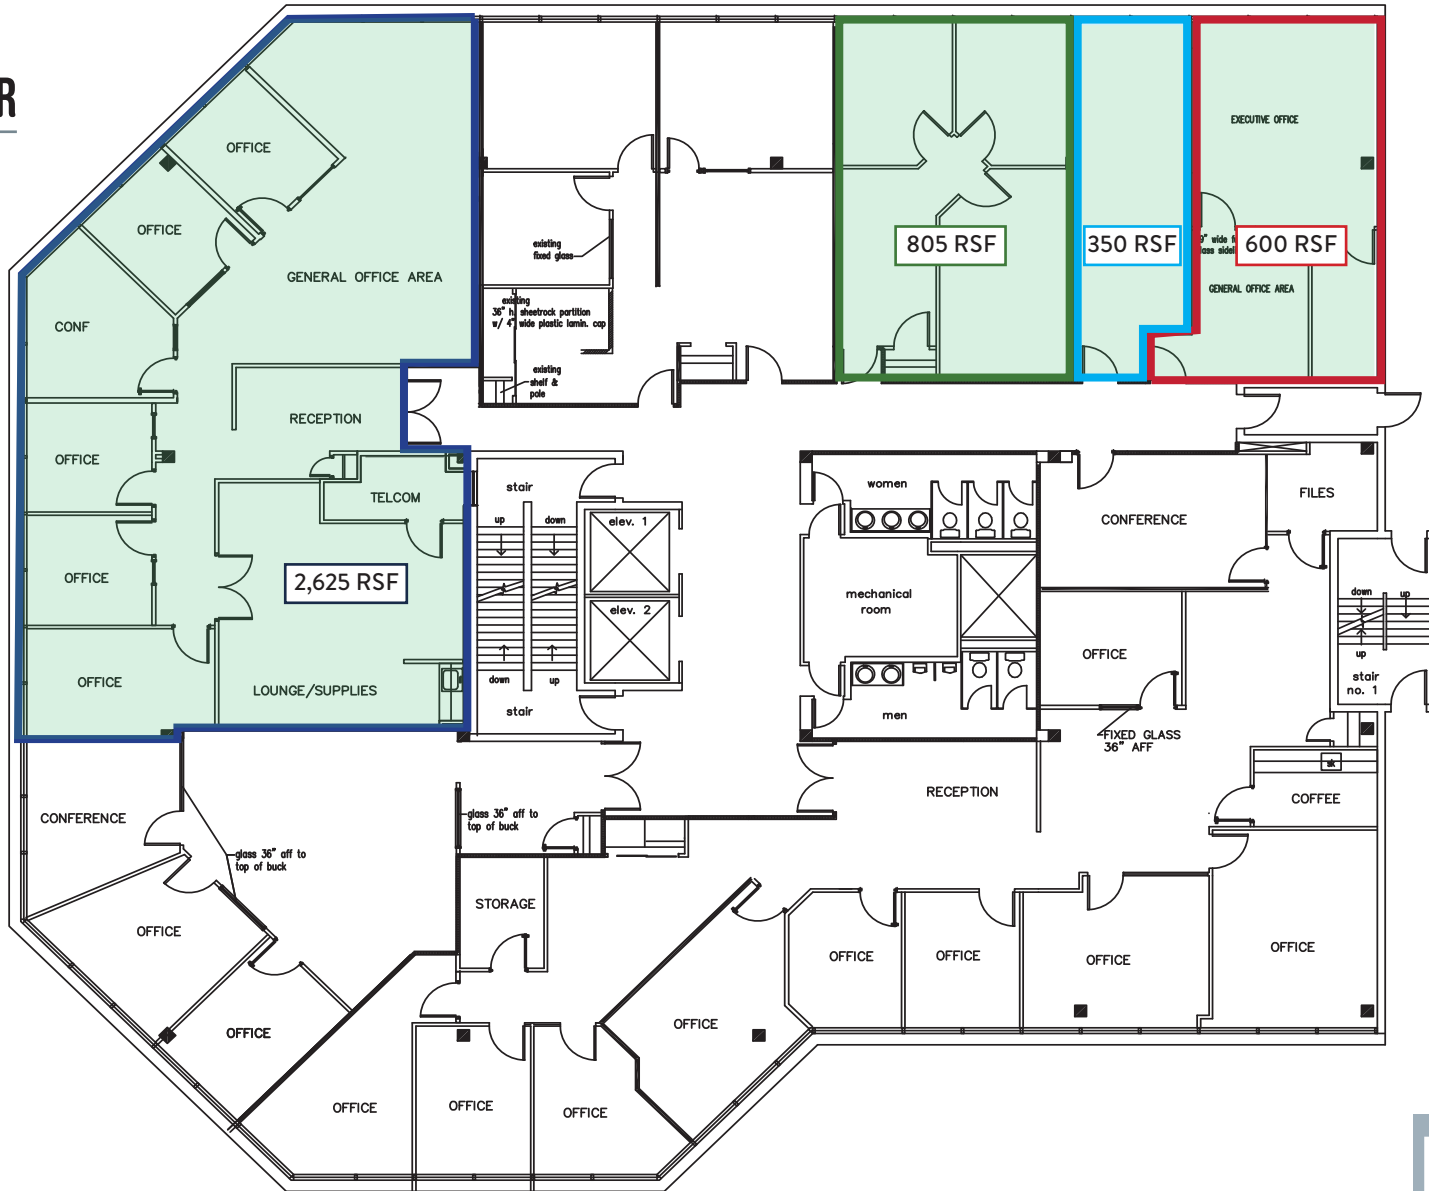 R
EXECUTIVE OFFICE
OFFICE
OFFICE
805 RSF
350 RSF
600 RSF
existing
fixed glass
9" wide
GENERAL OFFICE AREA
GENERAL OFFICE AREA
existing
36" h. sheetrock partition
w/ 4" wide plastic lamin. cap
CONF
existing
shelf &
pole
RECEPTION
OFFICE
TELCOM
stair
up
down
elev. 1
women
CONFERENCE
FILES
OFFICE
2,625 RSF
elev. 2
mechanical
room
down
up
up
stair
no. 1
OFFICE
OFFICE
LOUNGE/SUPPLIES
down
up
stair
men
FIXED GLASS
36" AFF
sk
COFFEE
RECEPTION
CONFERENCE
glass 36" aff to
top of buck
glass 36" aff to
top of buck
STORAGE
OFFICE
OFFICE
OFFICE
OFFICE
OFFICE
OFFICE
OFFICE
OFFICE
OFFICE
OFFICE